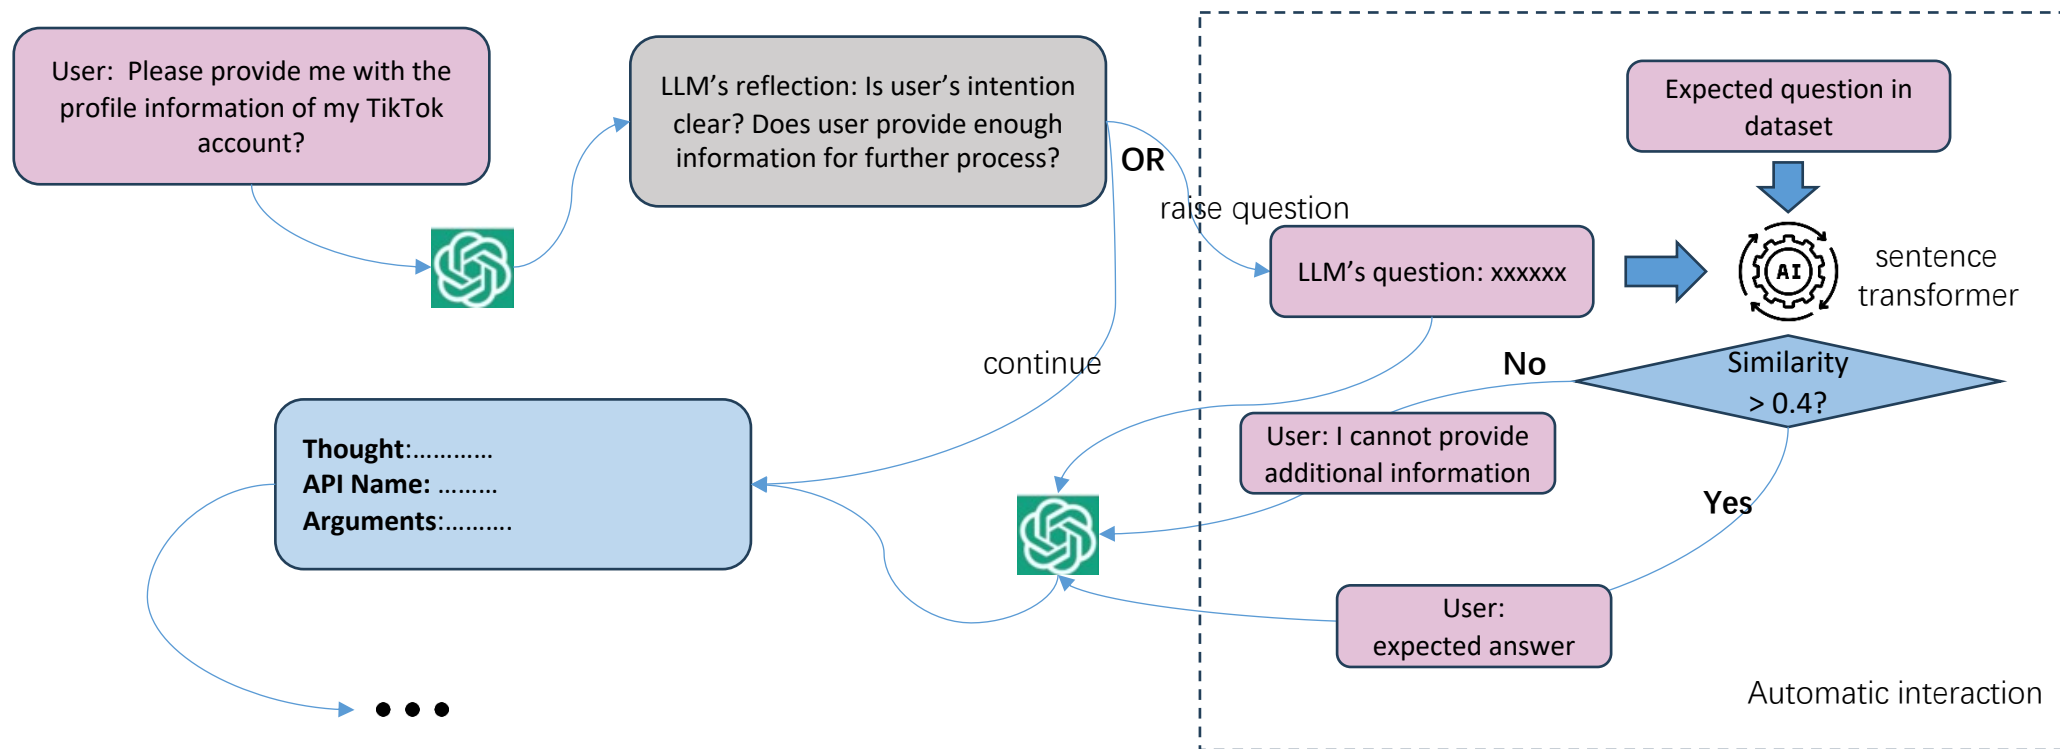 User: Please provide me with the
profile information of my TikTok
account?
LLM's reflection: Is user's intention
clear? Does user provide enough
information for further process?
OR
raise question
Expected question in
dataset
LLM's question: xxxxxx
AI
sentence
transformer
continue
No
Similarity
> 0.4?
User: I cannot provide
additional information
Yes
Thought:…………
API Name: ………
Arguments:……….
User:
expected answer
Automatic interaction